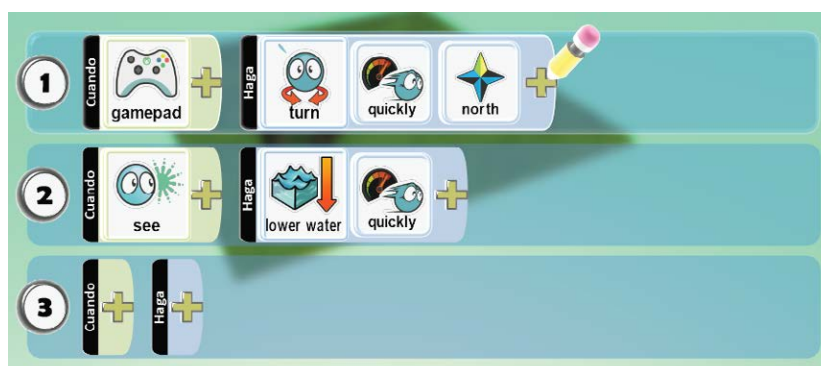 1
Cuando
gamepad
Haga
turn
quickly
north
2
Cuando
see
Haga
lower water
quickly
3
Cuando
Haga